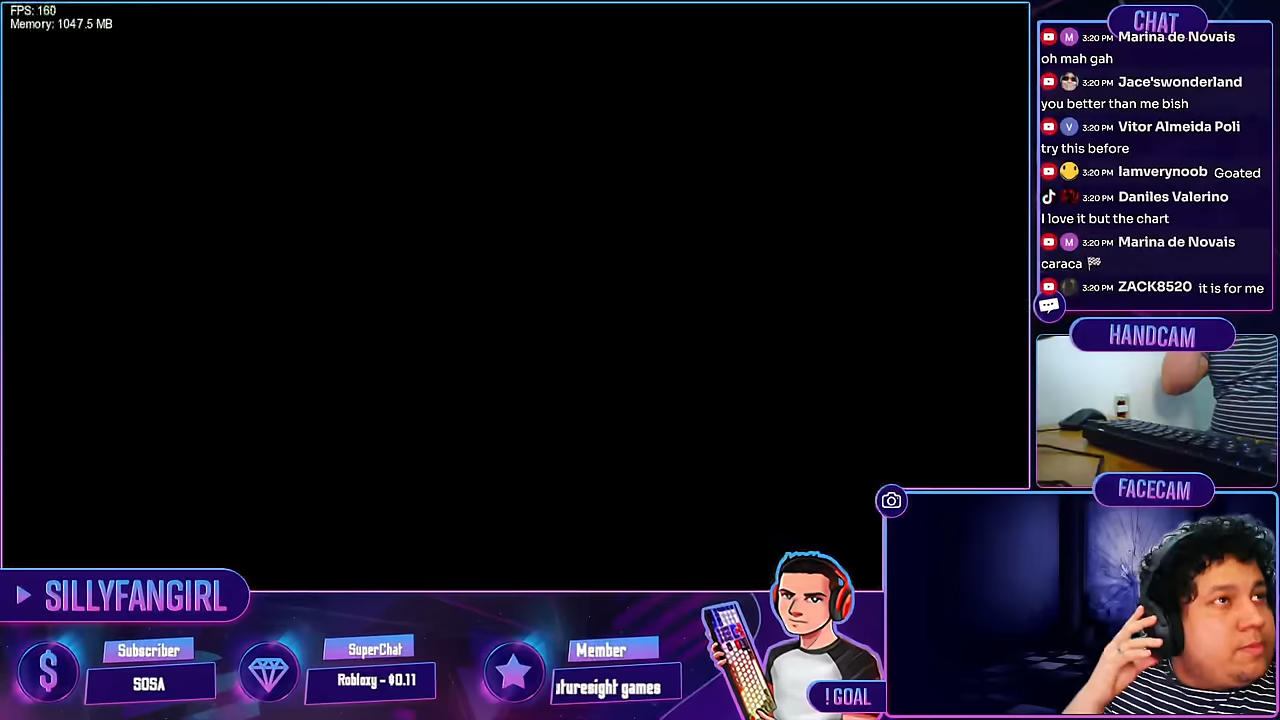 FPS: 160
Memory: 1047.5 MB
CHAT
M 3:20 PM Marina de Novais
oh mah gah
3:20 PM Jace'swonderland
you better than me bish
V 3:20 PM Vitor Almeida Poli
try this before
3:20 PM Iamverynoob Goated
3:20 PM Daniles Valerino
I love it but the chart
M 3:20 PM Marina de Novais
caraca
3:20 PM ZACK8520 it is for me
HANDCAM
FACECAM
SILLYFANGIRL
Subscriber
SOSA
SuperChat
Robloxy - $0.11
Member
games
! GOAL